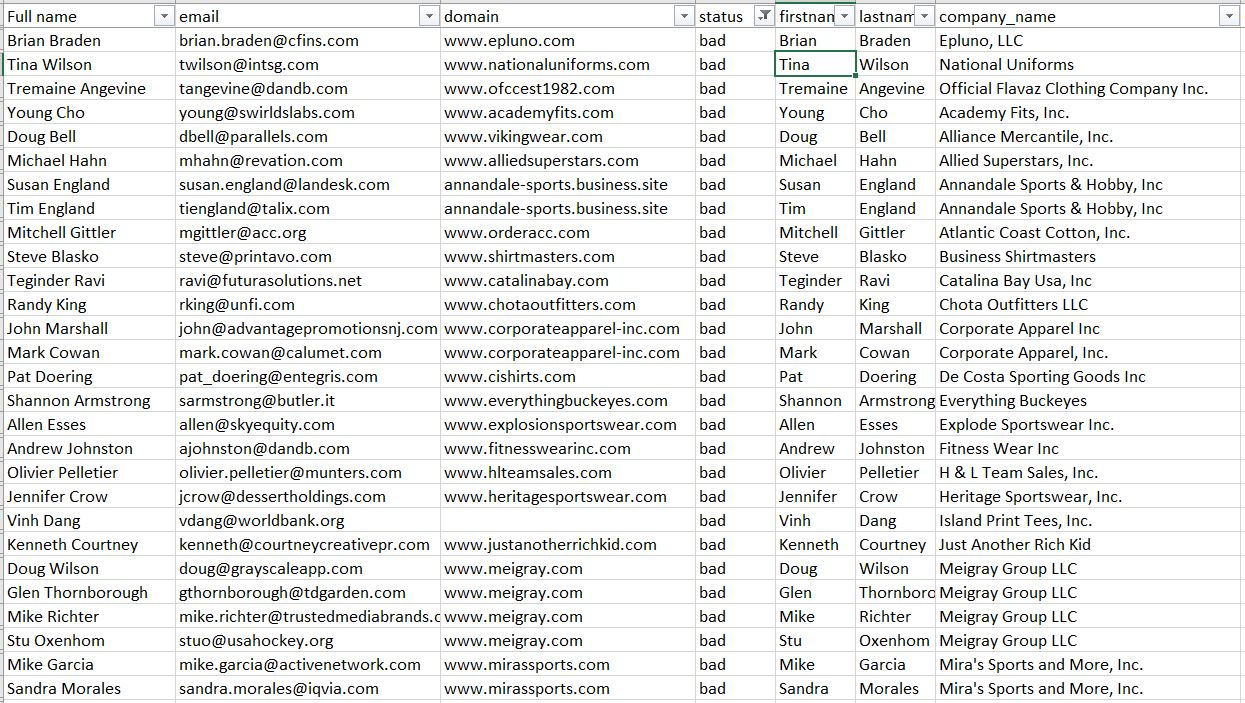 Full name email domain status firstnam lastnam company_name
Brian Braden brian.braden@cfins.com www.epluno.com bad Brian Braden Epluno, LLC
Tina Wilson twilson@intsg.com www.nationaluniforms.com bad Tina Wilson National Uniforms
Tremaine Angevine tangevine@dandb.com www.ofccest1982.com bad Tremaine Angevine Official Flavaz Clothing Company Inc.
Young Cho young@swirldslabs.com www.academyfits.com bad Young Cho Academy Fits, Inc.
Doug Bell dbell@parallels.com www.vikingwear.com bad Doug Bell Alliance Mercantile, Inc.
Michael Hahn mhahn@revation.com www.alliedsuperstars.com bad Michael Hahn Allied Superstars, Inc.
Susan England susan.england@landesk.com annandale-sports.business.site bad Susan England Annandale Sports & Hobby, Inc
Tim England tiengland@talix.com annandale-sports.business.site bad Tim England Annandale Sports & Hobby, Inc
Mitchell Gittler mgittler@acc.org www.orderacc.com bad Mitchell Gittler Atlantic Coast Cotton, Inc.
Steve Blasko steve@printavo.com www.shirtmasters.com bad Steve Blasko Business Shirtmasters
Teginder Ravi ravi@futurasolutions.net www.catalinabay.com bad Teginder Ravi Catalina Bay Usa, Inc
Randy King rking@unfi.com www.chotaoutfitters.com bad Randy King Chota Outfitters LLC
John Marshall john@advantagepromotionsnj.com www.corporateapparel-inc.com bad John Marshall Corporate Apparel Inc
Mark Cowan mark.cowan@calumet.com www.corporateapparel-inc.com bad Mark Cowan Corporate Apparel, Inc.
Pat Doering pat_doering@entegris.com www.cishirts.com bad Pat Doering De Costa Sporting Goods Inc
Shannon Armstrong sarmstrong@butler.it www.everythingbuckeyes.com bad Shannon Armstrong Everything Buckeyes
Allen Esses allen@skyequity.com www.explosionsportswear.com bad Allen Esses Explode Sportswear Inc.
Andrew Johnston ajohnston@dandb.com www.fitnesswearinc.com bad Andrew Johnston Fitness Wear Inc
Olivier Pelletier olivier.pelletier@munters.com www.hlteamsales.com bad Olivier Pelletier H & L Team Sales, Inc.
Jennifer Crow jcrow@dessertholdings.com www.heritagesportswear.com bad Jennifer Crow Heritage Sportswear, Inc.
Vinh Dang vdang@worldbank.org bad Vinh Dang Island Print Tees, Inc.
Kenneth Courtney kenneth@courtneycreativepr.com www.justanotherrichkid.com bad Kenneth Courtney Just Another Rich Kid
Doug Wilson doug@grayscaleapp.com www.meigray.com bad Doug Wilson Meigray Group LLC
Glen Thornborough gthornborough@tdgarden.com www.meigray.com bad Glen Thornboro Meigray Group LLC
Mike Richter mike.richter@trustedmediabrands.c www.meigray.com bad Mike Richter Meigray Group LLC
Stu Oxenhom stuo@usahockey.org www.meigray.com bad Stu Oxenhom Meigray Group LLC
Mike Garcia mike.garcia@activenetwork.com www.mirassports.com bad Mike Garcia Mira's Sports and More, Inc.
Sandra Morales sandra.morales@iqvia.com www.mirassports.com bad Sandra Morales Mira's Sports and More, Inc.